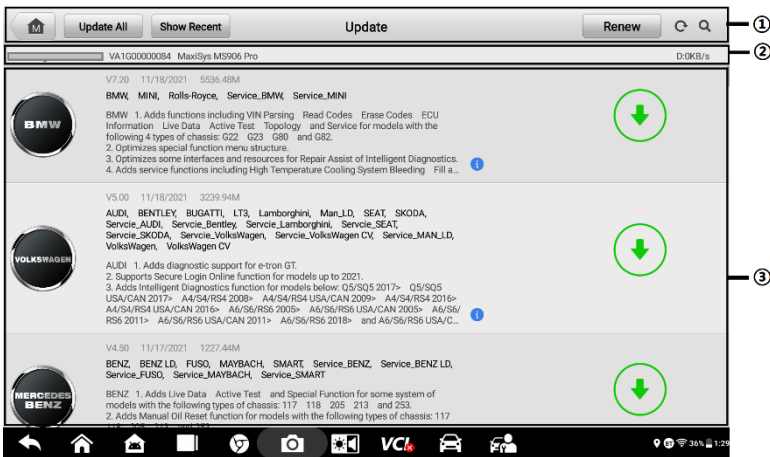 M Update All Show Recent Update Renew ①
VA1G00000084 MaxiSys MS906 Pro D:0KB/s ②
V7.20 11/18/2021 5536.48M
BMW, MINI, Rolls-Royce, Service_BMW, Service_MINI
BMW
BMW 1. Adds functions including VIN Parsing Read Codes Erase Codes ECU
Information Live Data Active Test Topology and Service for models with the
following 4 types of chassis: G22 G23 G80 and G82.
2. Optimizes special function menu structure.
3. Optimizes some interfaces and resources for Repair Assist of Intelligent Diagnostics.
4. Adds service functions including High Temperature Cooling System Bleeding Fill a...
V5.00 11/18/2021 3239.94M
AUDI, BENTLEY, BUGATTI, LT3, Lamborghini, Man_LD, SEAT, SKODA,
Servcie_AUDI, Servcie_Bentley, Servcie_Lamborghini, Servcie_SEAT,
Servcie_SKODA, Servcie_VolksWagen, Servcie_VolksWagen CV, Service_MAN_LD,
VolksWagen, VolksWagen CV
VOLKSWAGEN
AUDI 1. Adds diagnostic support for e-tron GT.
2. Supports Secure Login Online function for models up to 2021.
3. Adds Intelligent Diagnostics function for models below: Q5/SQ5 2017> Q5/SQ5
USA/CAN 2017> A4/S4/RS4 2008> A4/S4/RS4 USA/CAN 2009> A4/S4/RS4 2016>
A4/S4/RS4 USA/CAN 2016> A6/S6/RS6 2005> A6/S6/RS6 USA/CAN 2005> A6/S6/
RS6 2011> A6/S6/RS6 USA/CAN 2011> A6/S6/RS6 2018> and A6/S6/RS6 USA/C...
③
V4.50 11/17/2021 1227.44M
BENZ, BENZ LD, FUSO, MAYBACH, SMART, Service_BENZ, Service_BENZ LD,
Service_FUSO, Service_MAYBACH, Service_SMART
MERCEDES
BENZ
BENZ 1. Adds Live Data Active Test and Special Function for some system of
models with the following types of chassis: 117 118 205 213 and 253.
2. Adds Manual Oil Reset function for models with the following types of chassis: 117
VCI 36% 1:29